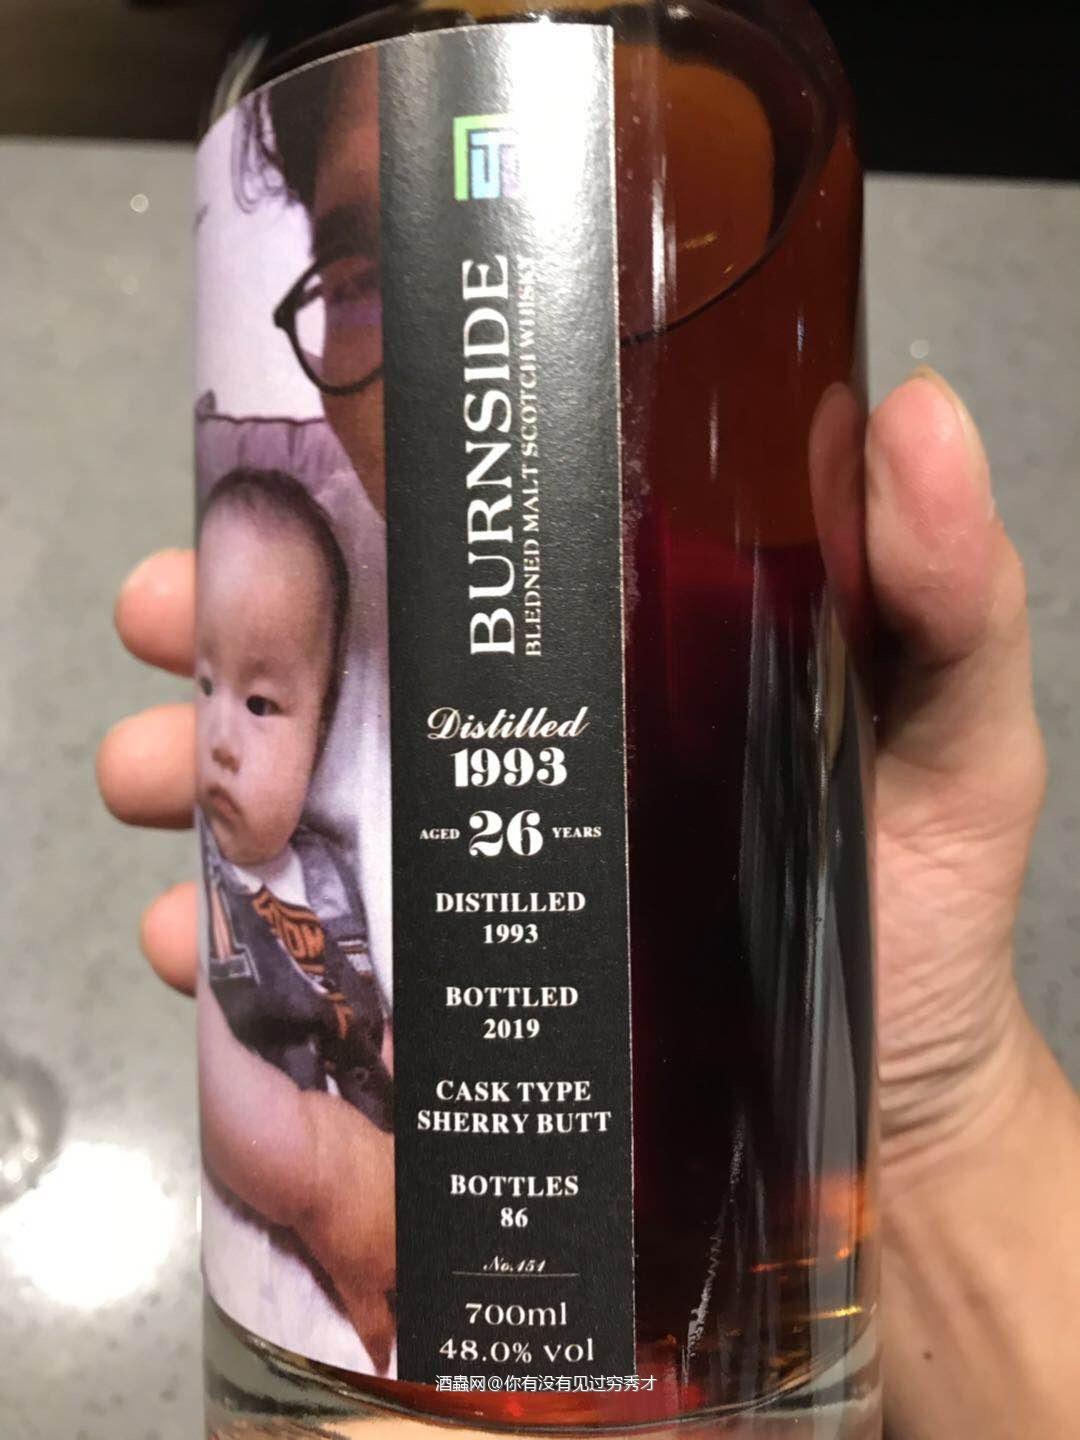 BURNSIDE
BLEDNED MALT SCOTCH WHISKY
Distilled
1993
AGED 26 YEARS
DISTILLED
1993
BOTTLED
2019
CASK TYPE
SHERRY BUTT
BOTTLES
86
No.151
700ml
48.0% vol
酒蟲网@你有没有见过穷秀才